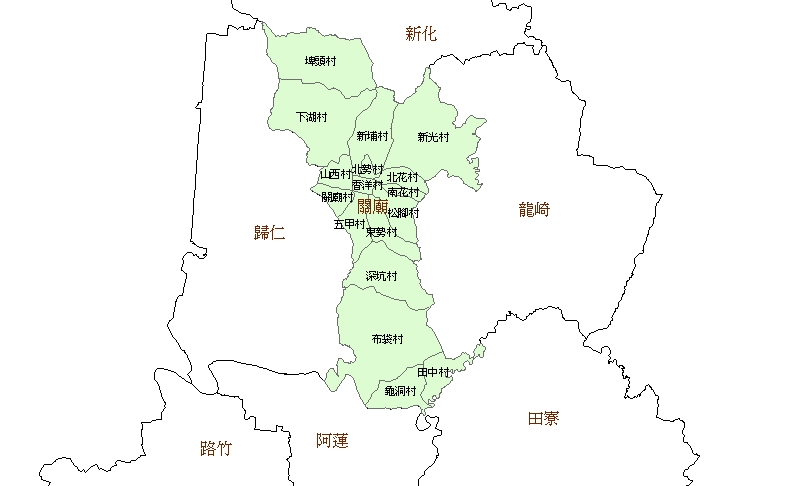 新化
埤頭村
下湖村
新埔村
新光村
山西村
北勢村
北花村
香洋村
南花村
關廟村
關廟
松腳村
龍崎
五甲村
東勢村
歸仁
深坑村
布袋村
田中村
龜洞村
田寮
阿蓮
路竹